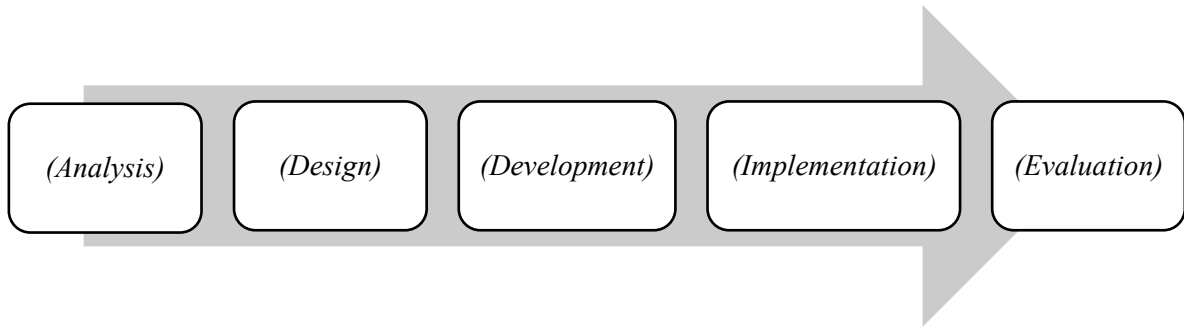 (Analysis)
(Design)
(Development)
(Implementation)
(Evaluation)